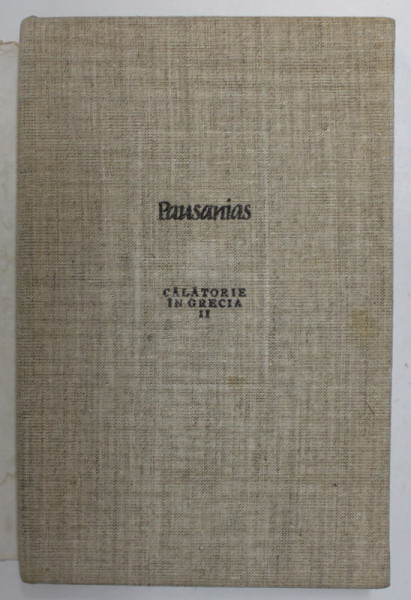 Pausanias
CĂLĂTORIE
ÎN GRECIA
II